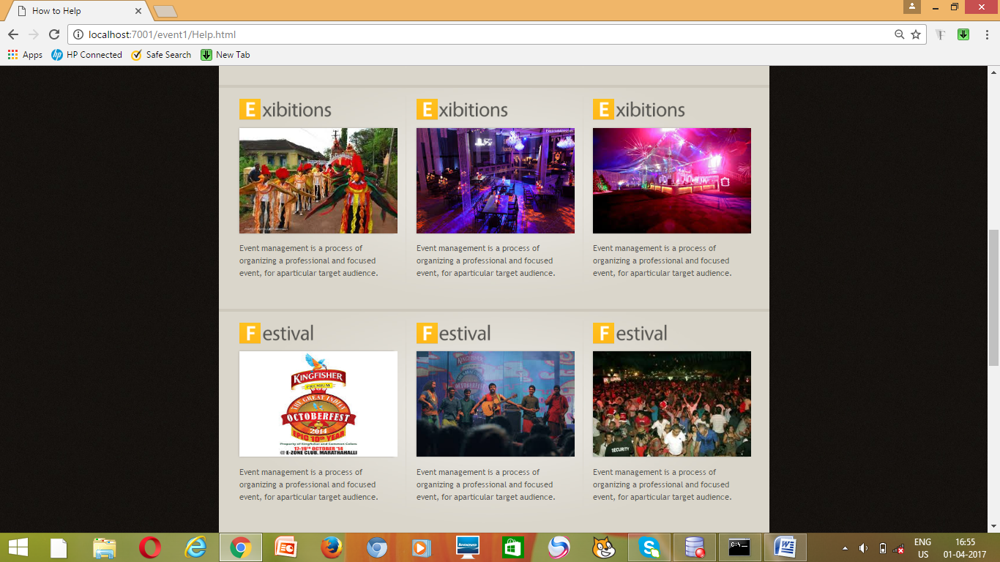 How to Help
localhost:7001/event1/Help.html
Apps HP Connected Safe Search New Tab
Exibitions Exibitions Exibitions
Event management is a process of
organizing a professional and focused
event, for aparticular target audience.
Event management is a process of
organizing a professional and focused
event, for aparticular target audience.
Event management is a process of
organizing a professional and focused
event, for aparticular target audience.
Festival Festival Festival
KINGFISHER
PREMIUM
THE GREAT INDIAN
OCTOBERFEST
2014
EPIC 10TH YEAR
Property of Kingfisher and Common Colors
17-19TH OCTOBER '14
@ E-ZONE CLUB, MARATHAHALLI
KINGFISHER
OCTOBERFEST
SECURITY
Event management is a process of
organizing a professional and focused
event, for aparticular target audience.
Event management is a process of
organizing a professional and focused
event, for aparticular target audience.
Event management is a process of
organizing a professional and focused
event, for aparticular target audience.
lenovo
C:\_
ENG
US
16:55
01-04-2017